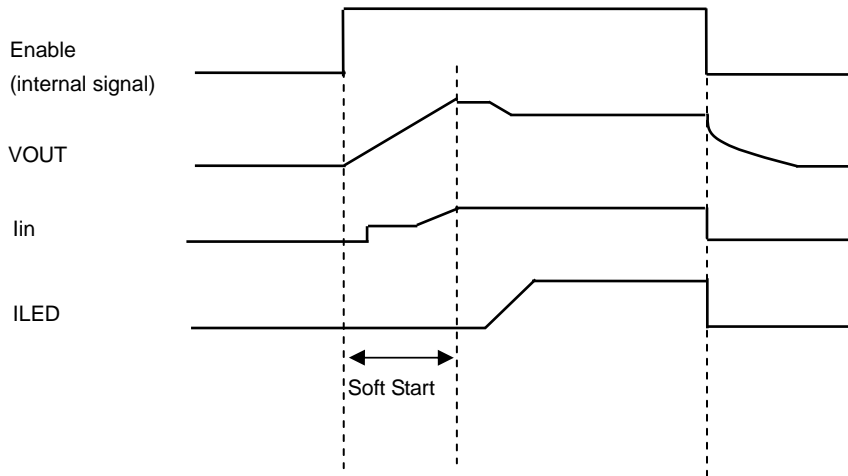 Enable
(internal signal)
VOUT
Iin
ILED
Soft Start